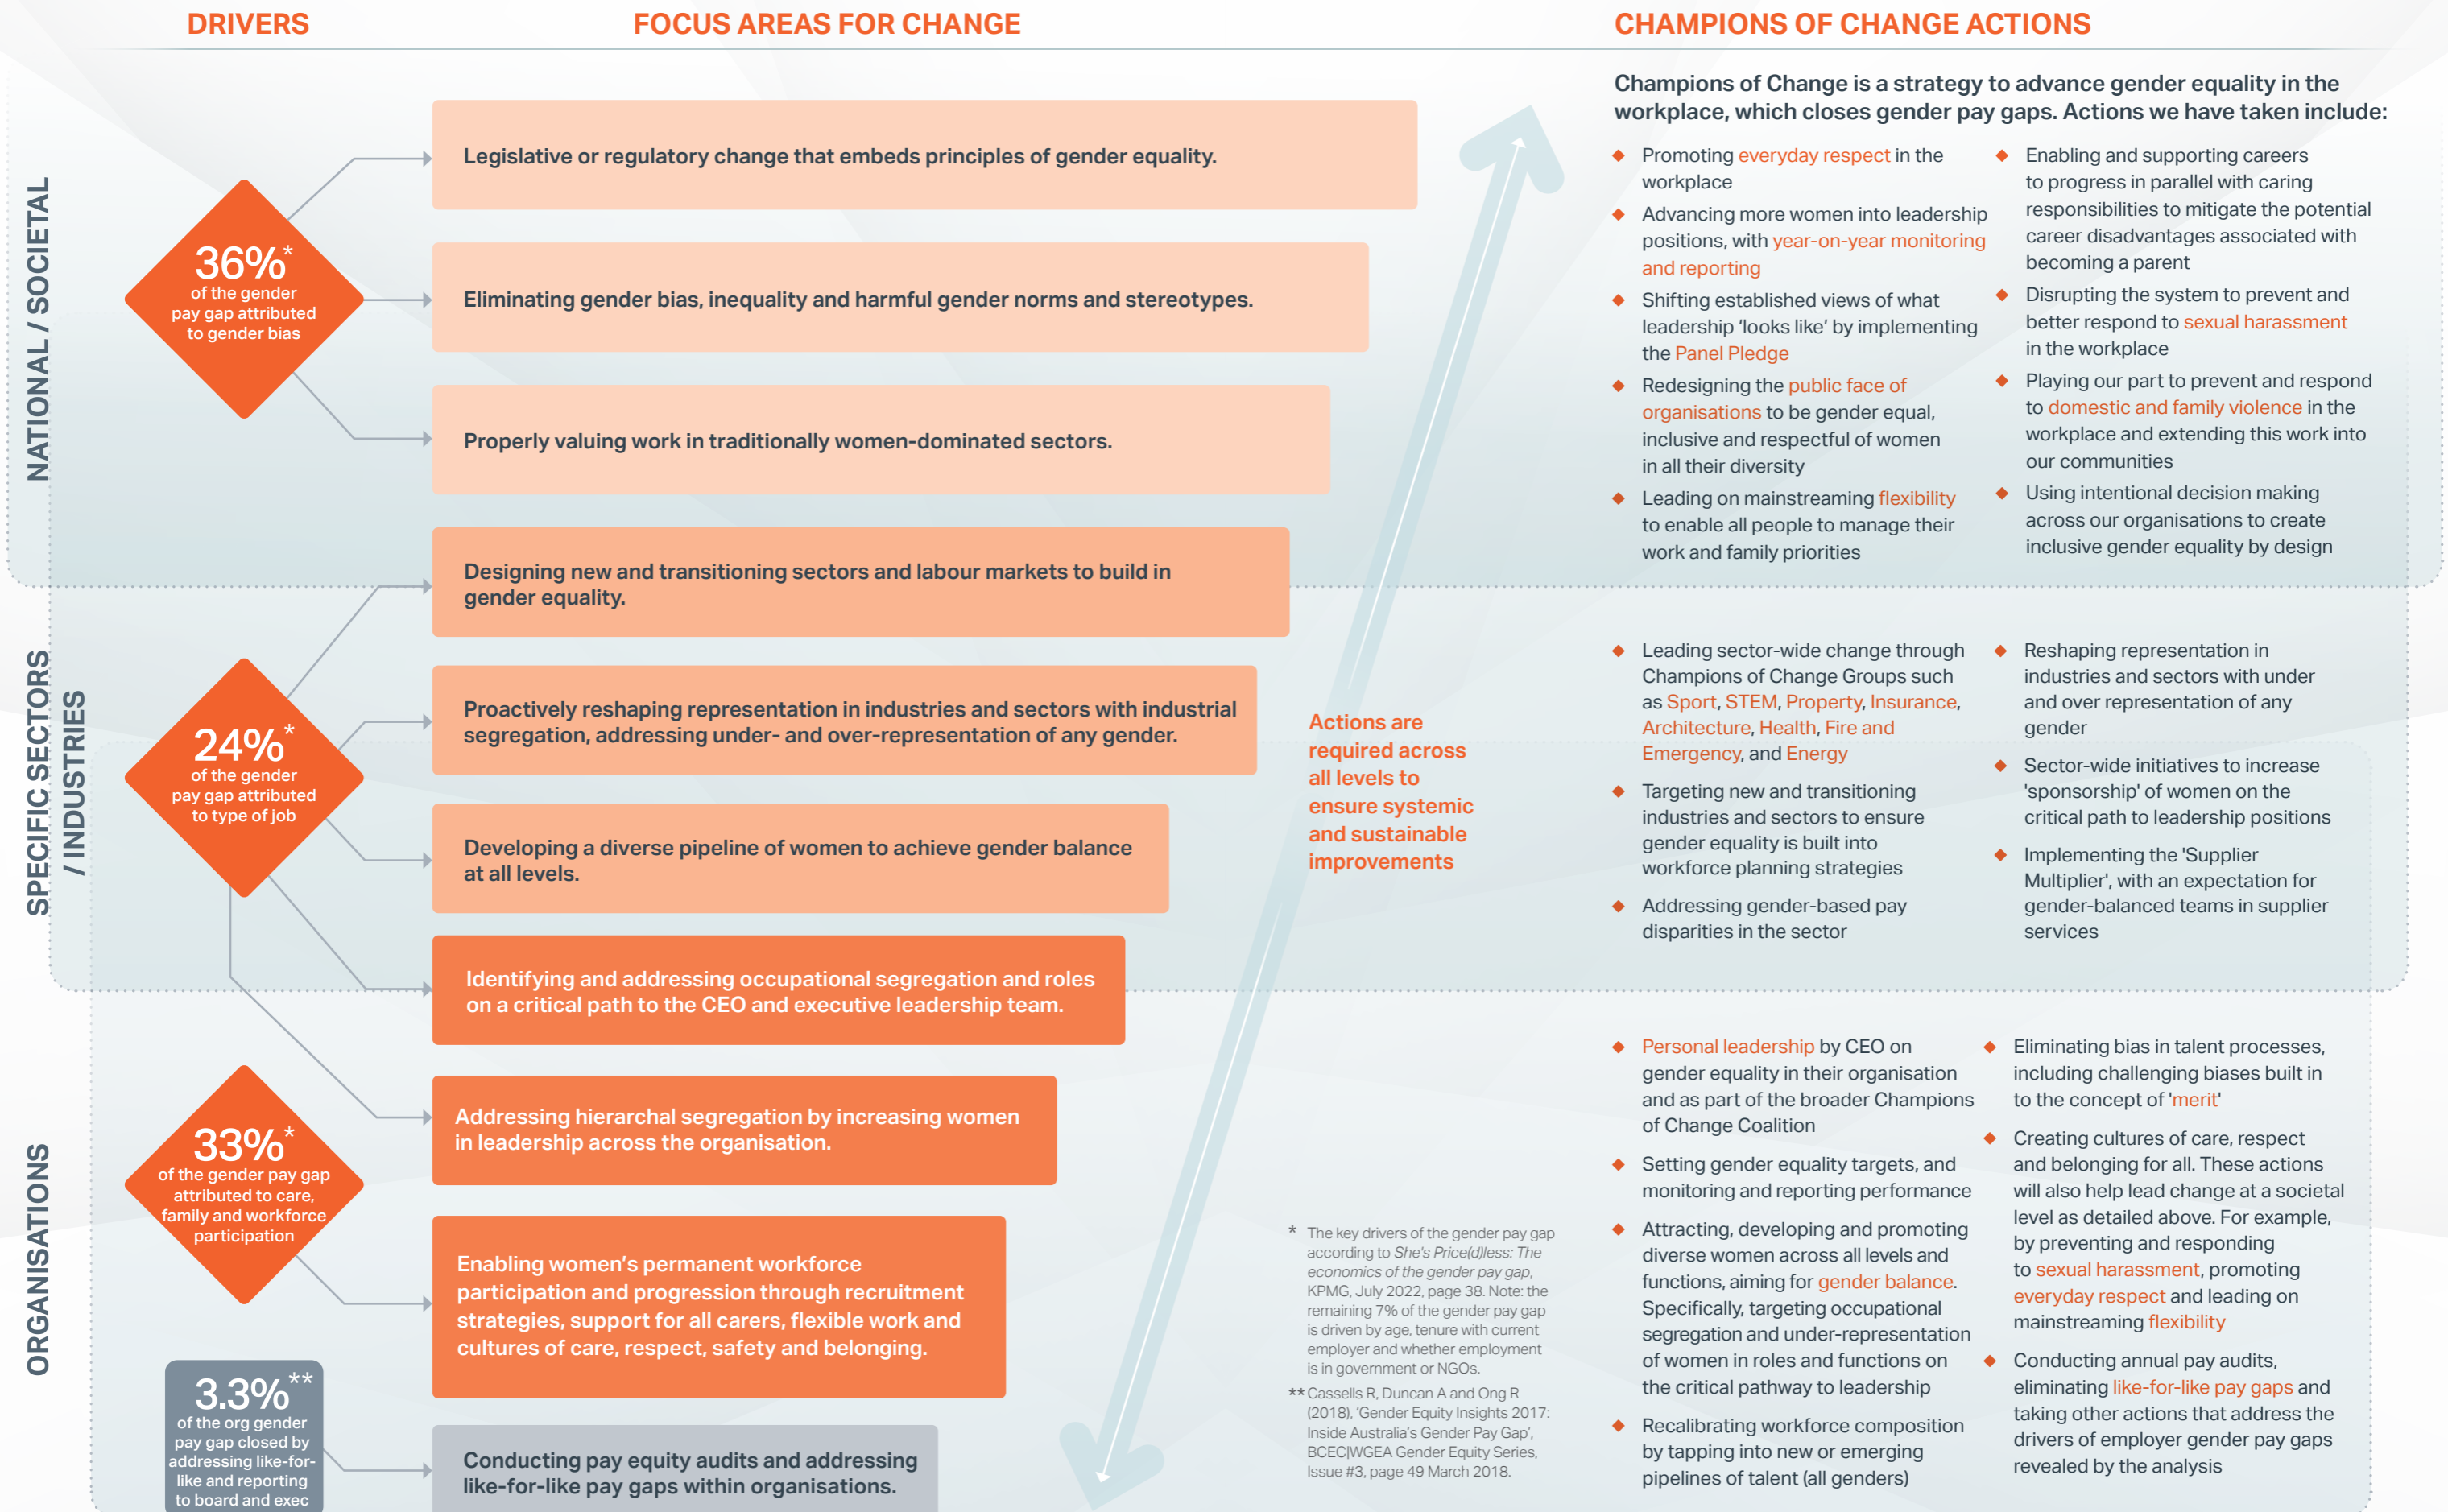 DRIVERS
FOCUS AREAS FOR CHANGE
CHAMPIONS OF CHANGE ACTIONS
NATIONAL / SOCIETAL
36%*
of the gender
pay gap attributed
to gender bias
Legislative or regulatory change that embeds principles of gender equality.
Eliminating gender bias, inequality and harmful gender norms and stereotypes.
Properly valuing work in traditionally women-dominated sectors.
Champions of Change is a strategy to advance gender equality in the
workplace, which closes gender pay gaps. Actions we have taken include:
Promoting everyday respect in the
workplace
Advancing more women into leadership
positions, with year-on-year monitoring
and reporting
Shifting established views of what
leadership ‘looks like’ by implementing
the Panel Pledge
Redesigning the public face of
organisations to be gender equal,
inclusive and respectful of women
in all their diversity
Leading on mainstreaming flexibility
to enable all people to manage their
work and family priorities
Enabling and supporting careers
to progress in parallel with caring
responsibilities to mitigate the potential
career disadvantages associated with
becoming a parent
Disrupting the system to prevent and
better respond to sexual harassment
in the workplace
Playing our part to prevent and respond
to domestic and family violence in the
workplace and extending this work into
our communities
Using intentional decision making
across our organisations to create
inclusive gender equality by design
SPECIFIC SECTORS
/ INDUSTRIES
24%*
of the gender
pay gap attributed
to type of job
Designing new and transitioning sectors and labour markets to build in
gender equality.
Proactively reshaping representation in industries and sectors with industrial
segregation, addressing under- and over-representation of any gender.
Developing a diverse pipeline of women to achieve gender balance
at all levels.
Identifying and addressing occupational segregation and roles
on a critical path to the CEO and executive leadership team.
Actions are
required across
all levels to
ensure systemic
and sustainable
improvements
Leading sector-wide change through
Champions of Change Groups such
as Sport, STEM, Property, Insurance,
Architecture, Health, Fire and
Emergency, and Energy
Targeting new and transitioning
industries and sectors to ensure
gender equality is built into
workforce planning strategies
Addressing gender-based pay
disparities in the sector
Reshaping representation in
industries and sectors with under
and over representation of any
gender
Sector-wide initiatives to increase
'sponsorship' of women on the
critical path to leadership positions
Implementing the 'Supplier
Multiplier', with an expectation for
gender-balanced teams in supplier
services
ORGANISATIONS
33%*
of the gender pay gap
attributed to care,
family and workforce
participation
Addressing hierarchal segregation by increasing women
in leadership across the organisation.
Enabling women’s permanent workforce
participation and progression through recruitment
strategies, support for all carers, flexible work and
cultures of care, respect, safety and belonging.
3.3%**
of the org gender
pay gap closed by
addressing like-for-
like and reporting
to board and exec
Conducting pay equity audits and addressing
like-for-like pay gaps within organisations.
* The key drivers of the gender pay gap
according to She's Price(d)less: The
economics of the gender pay gap,
KPMG, July 2022, page 38. Note: the
remaining 7% of the gender pay gap
is driven by age, tenure with current
employer and whether employment
is in government or NGOs.
** Cassells R, Duncan A and Ong R
(2018), ‘Gender Equity Insights 2017:
Inside Australia’s Gender Pay Gap’,
BCEC|WGEA Gender Equity Series,
Issue #3, page 49 March 2018.
Personal leadership by CEO on
gender equality in their organisation
and as part of the broader Champions
of Change Coalition
Setting gender equality targets, and
monitoring and reporting performance
Attracting, developing and promoting
diverse women across all levels and
functions, aiming for gender balance.
Specifically, targeting occupational
segregation and under-representation
of women in roles and functions on
the critical pathway to leadership
Recalibrating workforce composition
by tapping into new or emerging
pipelines of talent (all genders)
Eliminating bias in talent processes,
including challenging biases built in
to the concept of 'merit'
Creating cultures of care, respect
and belonging for all. These actions
will also help lead change at a societal
level as detailed above. For example,
by preventing and responding
to sexual harassment, promoting
everyday respect and leading on
mainstreaming flexibility
Conducting annual pay audits,
eliminating like-for-like pay gaps and
taking other actions that address the
drivers of employer gender pay gaps
revealed by the analysis